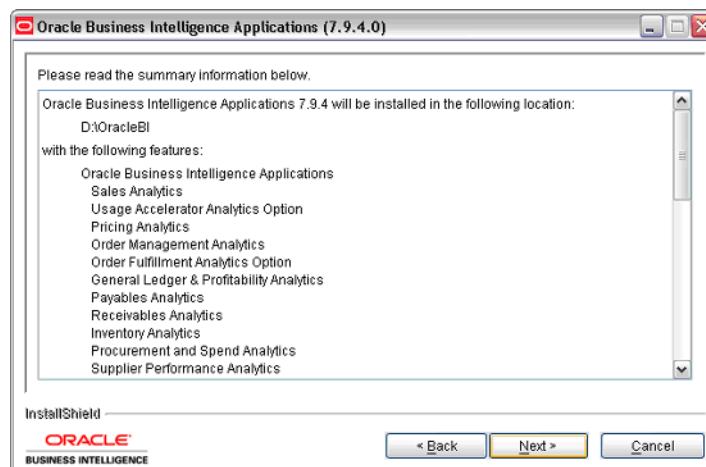 Oracle Business Intelligence Applications (7.9.4.0)
Please read the summary information below.
Oracle Business Intelligence Applications 7.9.4 will be installed in the following location:
D:\OracleBI
with the following features:
Oracle Business Intelligence Applications
Sales Analytics
Usage Accelerator Analytics Option
Pricing Analytics
Order Management Analytics
Order Fulfillment Analytics Option
General Ledger & Profitability Analytics
Payables Analytics
Receivables Analytics
Inventory Analytics
Procurement and Spend Analytics
Supplier Performance Analytics
InstallShield
ORACLE
BUSINESS INTELLIGENCE
< Back
Next >
Cancel